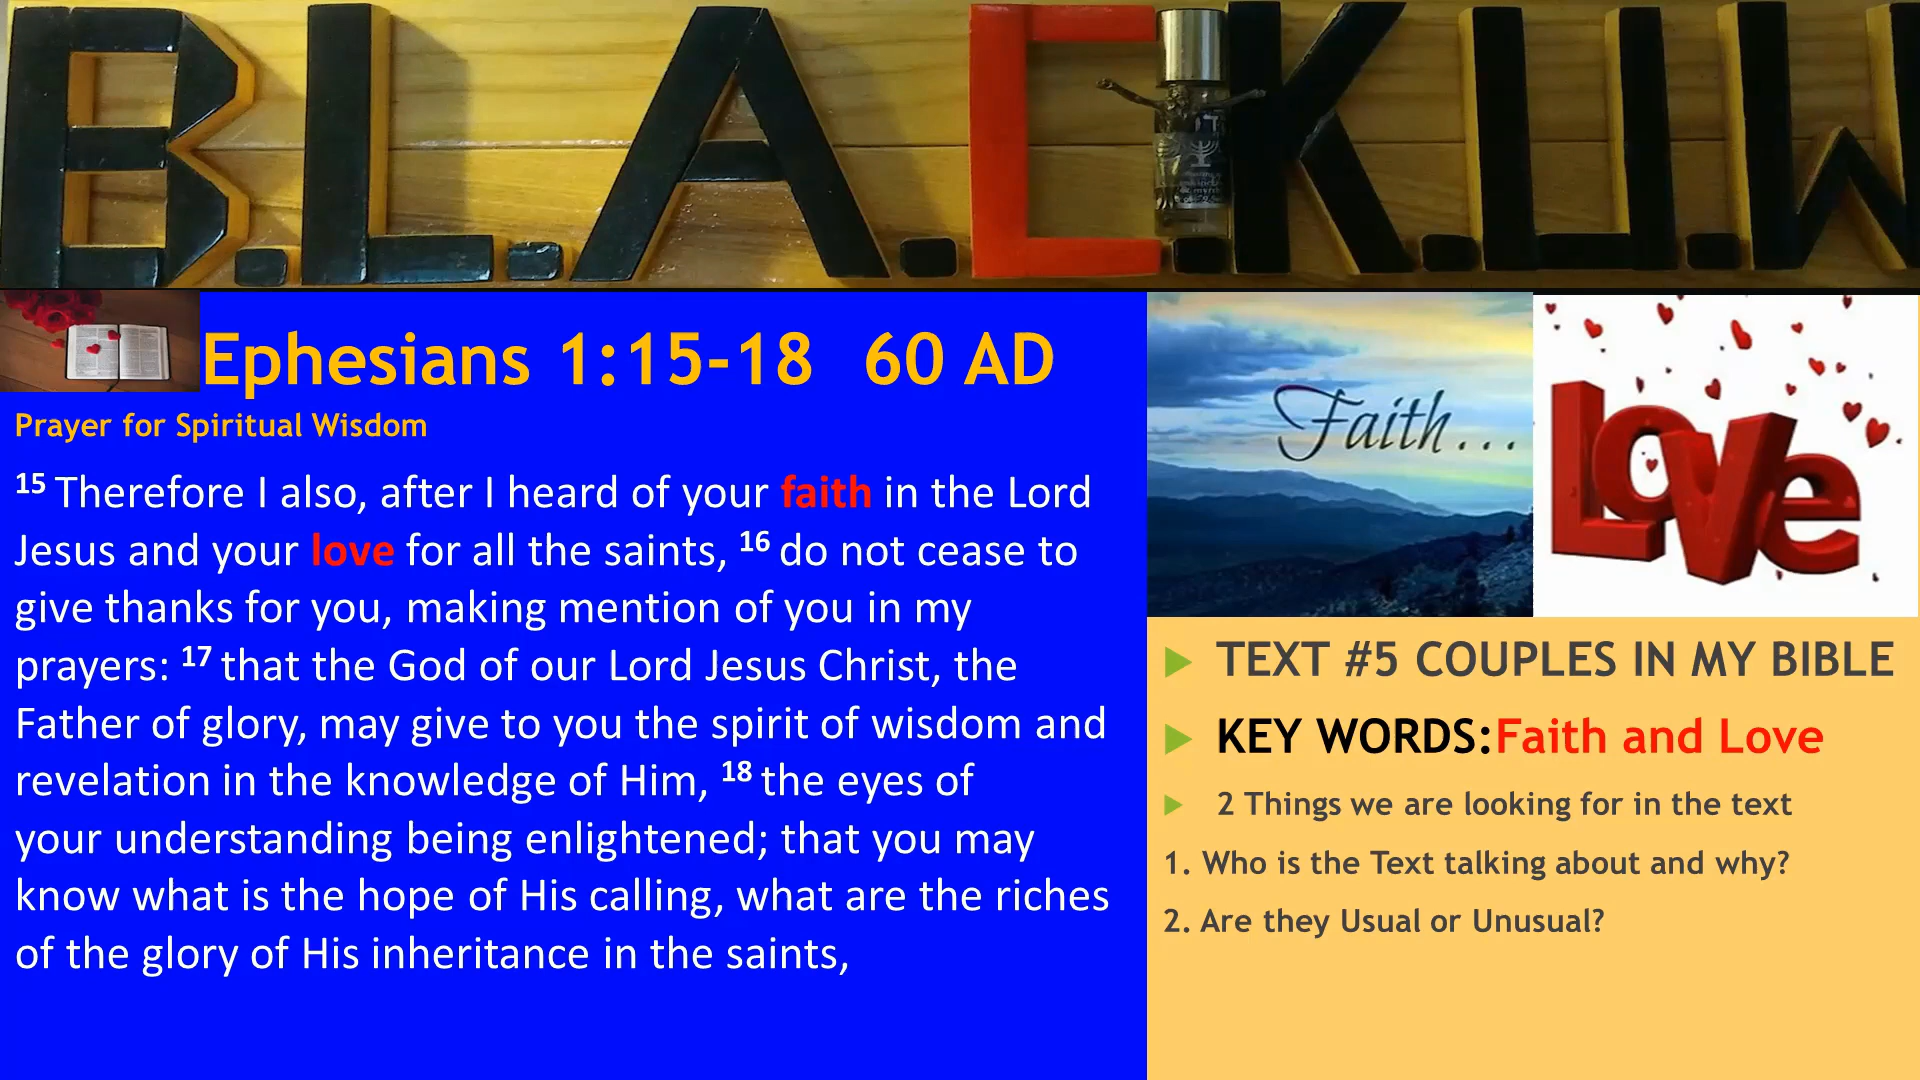 B.L.A.C.K.U.W
Ephesians 1:15-18 60 AD
Prayer for Spiritual Wisdom
15 Therefore I also, after I heard of your faith in the Lord
Jesus and your love for all the saints, 16 do not cease to
give thanks for you, making mention of you in my
prayers: 17 that the God of our Lord Jesus Christ, the
Father of glory, may give to you the spirit of wisdom and
revelation in the knowledge of Him, 18 the eyes of
your understanding being enlightened; that you may
know what is the hope of His calling, what are the riches
of the glory of His inheritance in the saints,
Faith...
Love
TEXT #5 COUPLES IN MY BIBLE
KEY WORDS:Faith and Love
2 Things we are looking for in the text
1. Who is the Text talking about and why?
2. Are they Usual or Unusual?